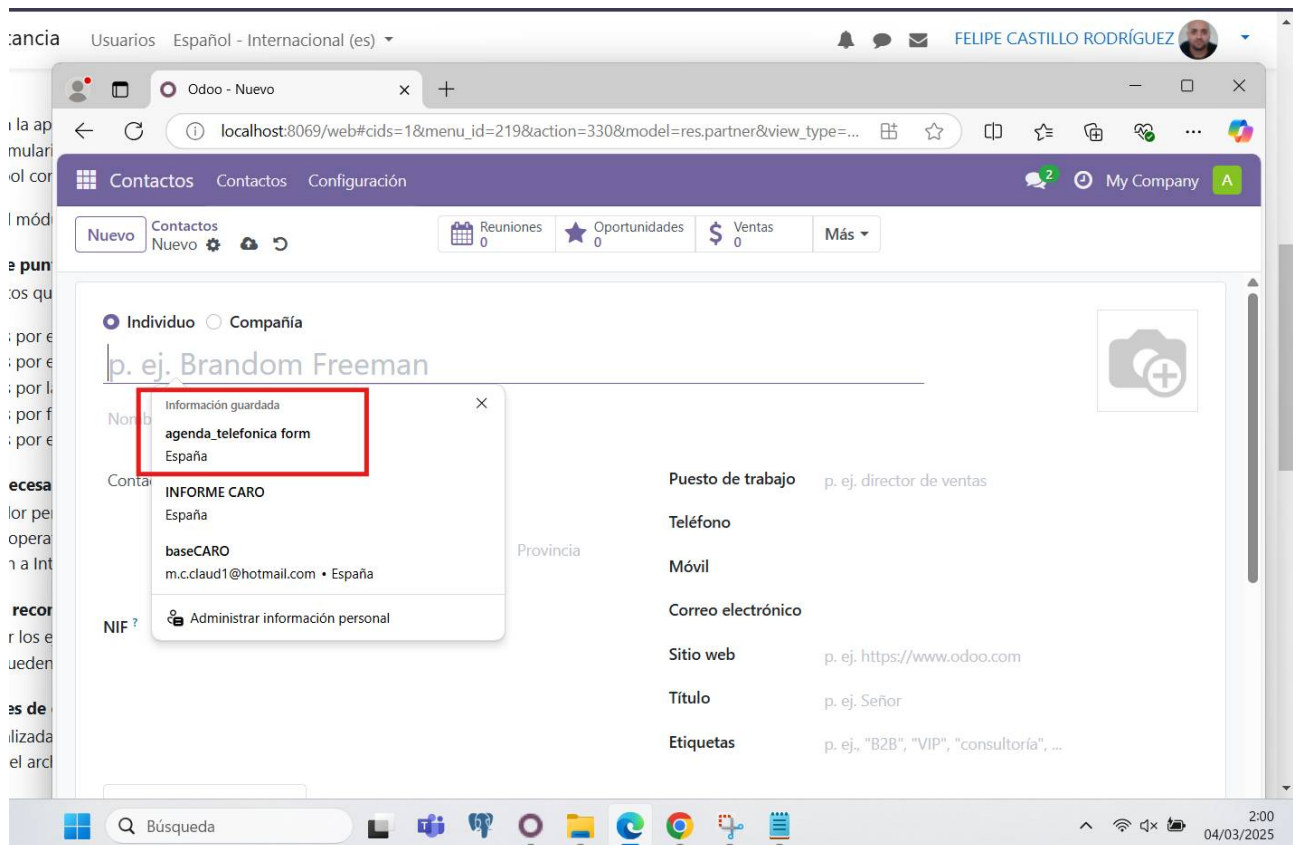 Usuarios Español - Internacional (es) FELIPE CASTILLO RODRÍGUEZ
Odoo - Nuevo
localhost:8069/web#cids=1&menu_id=219&action=330&model=res.partner&view_type=...
Contactos Contactos Configuración 2 My Company A
Nuevo Contactos Nuevo Reuniones 0 Oportunidades 0 Ventas 0 Más
Individuo Compañía
p. ej. Brandom Freeman
Información guardada
agenda_telefonica form
España
INFORME CARO
España
baseCARO
m.c.claud1@hotmail.com • España
Administrar información personal
Provincia
NIF ?
Puesto de trabajo p. ej. director de ventas
Teléfono
Móvil
Correo electrónico
Sitio web p. ej. https://www.odoo.com
Título p. ej. Señor
Etiquetas p. ej., "B2B", "VIP", "consultoría", ...
Búsqueda
2:00
04/03/2025